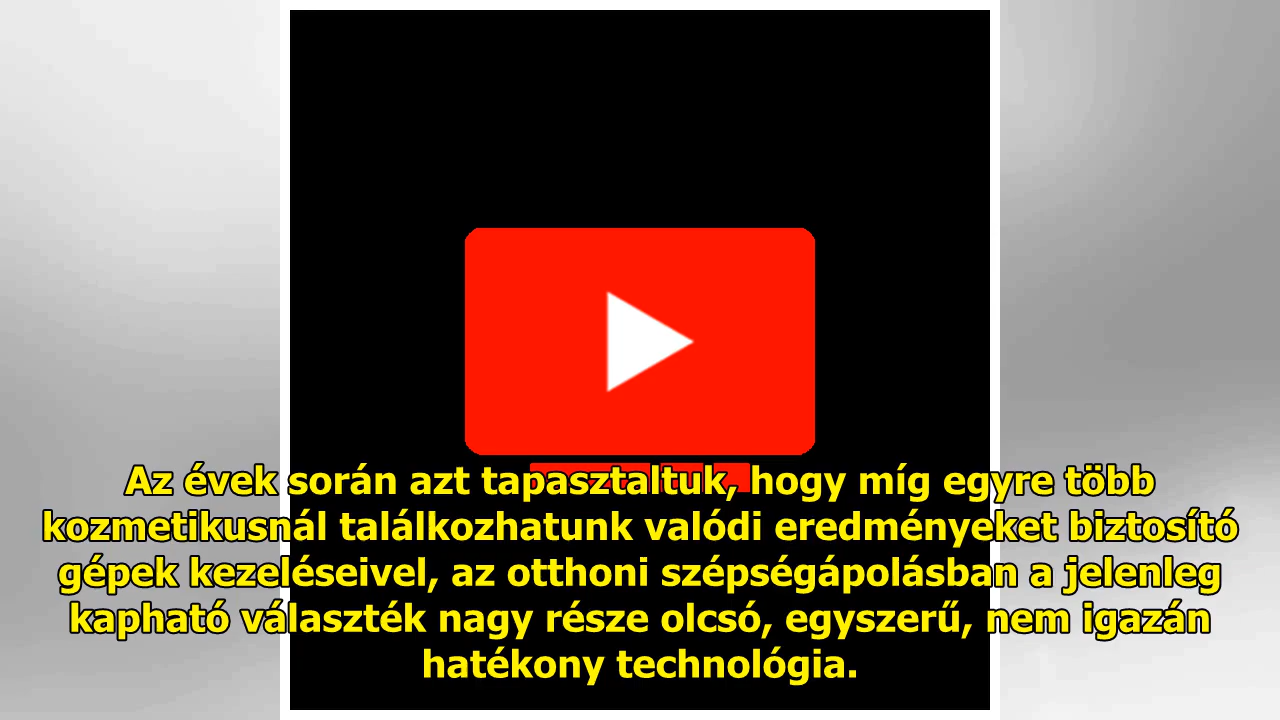 Az évek során azt tapasztaltuk, hogy míg egyre több
kozmetikusnál találkozhatunk valódi eredményeket biztosító
gépek kezeléseivel, az otthoni szépségápolásban a jelenleg
kapható választék nagy része olcsó, egyszerű, nem igazán
hatékony technológia.